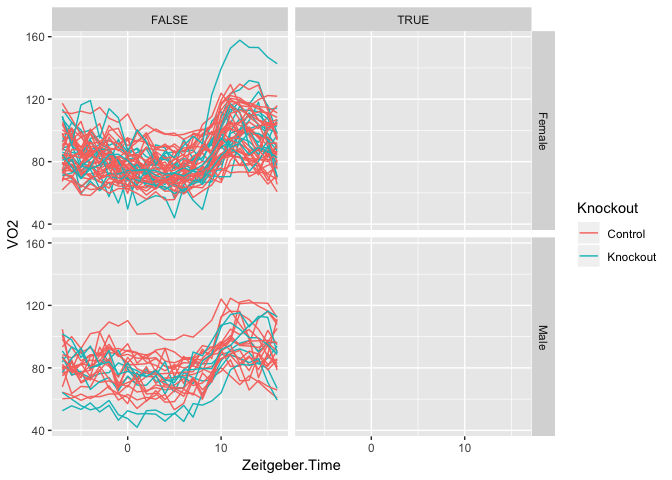 FALSE TRUE
160
120
80
40
Female
160
120
80
40
Male
VO2
0 10 0 10
Zeitgeber.Time
Knockout
Control
Knockout